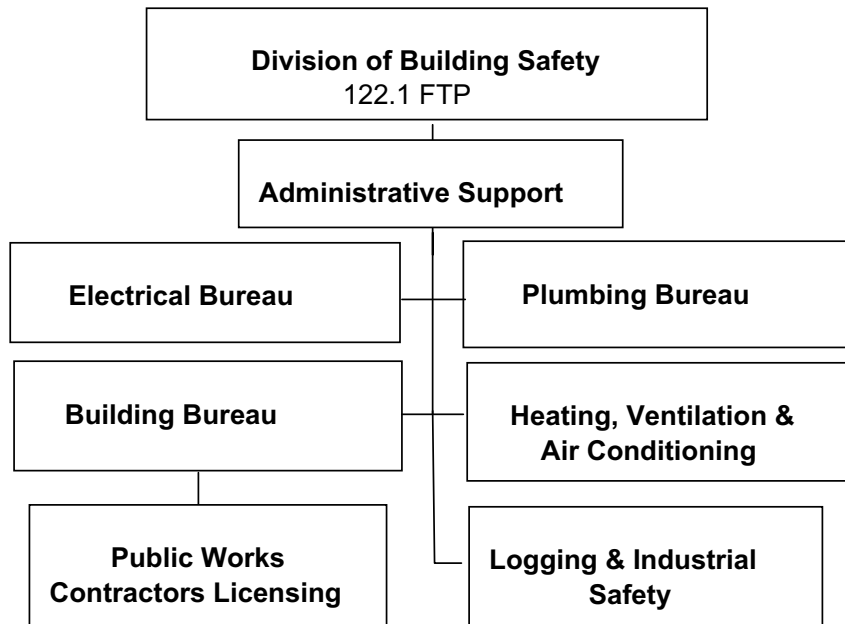 Division of Building Safety
122.1 FTP
Administrative Support
Electrical Bureau
Plumbing Bureau
Building Bureau
Heating, Ventilation &
Air Conditioning
Public Works
Contractors Licensing
Logging & Industrial
Safety